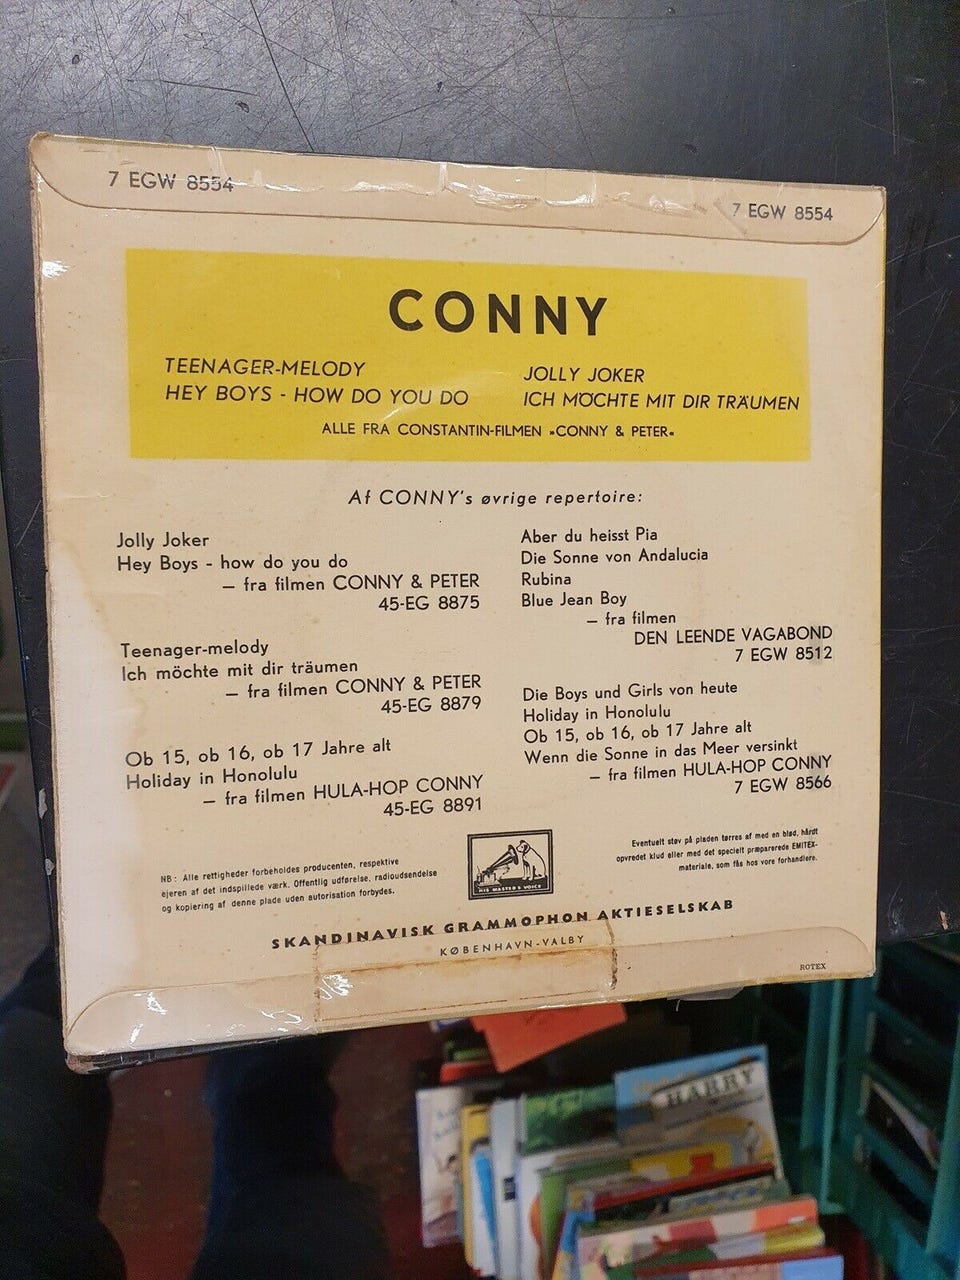 7 EGW 8554
7 EGW 8554
CONNY
TEENAGER-MELODY
HEY BOYS - HOW DO YOU DO
JOLLY JOKER
ICH MÖCHTE MIT DIR TRÄUMEN
ALLE FRA CONSTANTIN-FILMEN »CONNY & PETER«
Af CONNY's øvrige repertoire:
Jolly Joker
Hey Boys - how do you do
— fra filmen CONNY & PETER
45-EG 8875
Teenager-melody
Ich möchte mit dir träumen
— fra filmen CONNY & PETER
45-EG 8879
Ob 15, ob 16, ob 17 Jahre alt
Holiday in Honolulu
— fra filmen HULA-HOP CONNY
45-EG 8891
Aber du heisst Pia
Die Sonne von Andalucia
Rubina
Blue Jean Boy
— fra filmen
DEN LEENDE VAGABOND
7 EGW 8512
Die Boys und Girls von heute
Holiday in Honolulu
Ob 15, ob 16, ob 17 Jahre alt
Wenn die Sonne in das Meer versinkt
— fra filmen HULA-HOP CONNY
7 EGW 8566
NB: Alle rettigheder forbeholdes producenten, respektive
ejeren af det indspillede værk. Offentlig udførelse, radioudsendelse
og kopiering af denne plade uden autorisation forbydes.
HIS MASTER'S VOICE
Eventuelt støv på pladen tørres af med en blød, hårdt
opvredet klud eller med det specielt præparerede EMITEX-
materiale, som fås hos vore forhandlere.
SKANDINAVISK GRAMMOPHON AKTIESELSKAB
KØBENHAVN-VALBY
ROTEX
HARRY